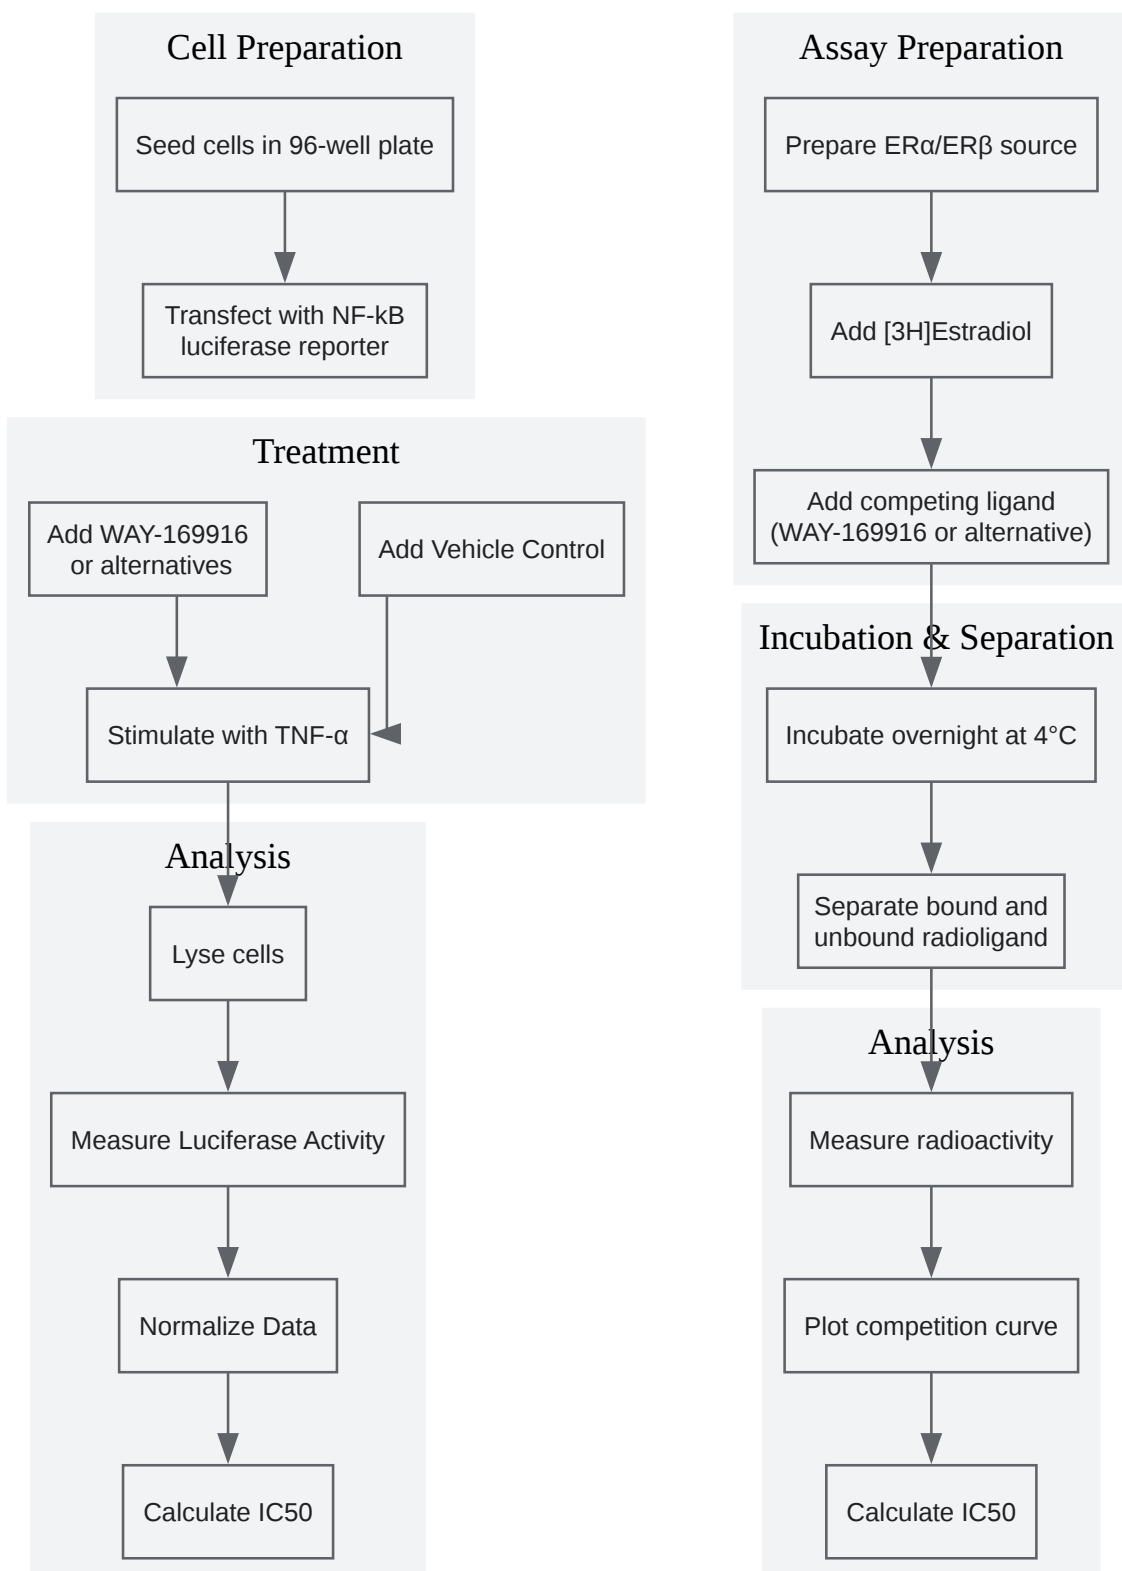 Cell Preparation
Seed cells in 96-well plate
Transfect with NF-kB
luciferase reporter
Treatment
Add WAY-169916
or alternatives
Add Vehicle Control
Stimulate with TNF-α
Analysis
Lyse cells
Measure Luciferase Activity
Normalize Data
Calculate IC50
Assay Preparation
Prepare ERα/ERβ source
Add [3H]Estradiol
Add competing ligand
(WAY-169916 or alternative)
Incubation & Separation
Incubate overnight at 4°C
Separate bound and
unbound radioligand
Analysis
Measure radioactivity
Plot competition curve
Calculate IC50